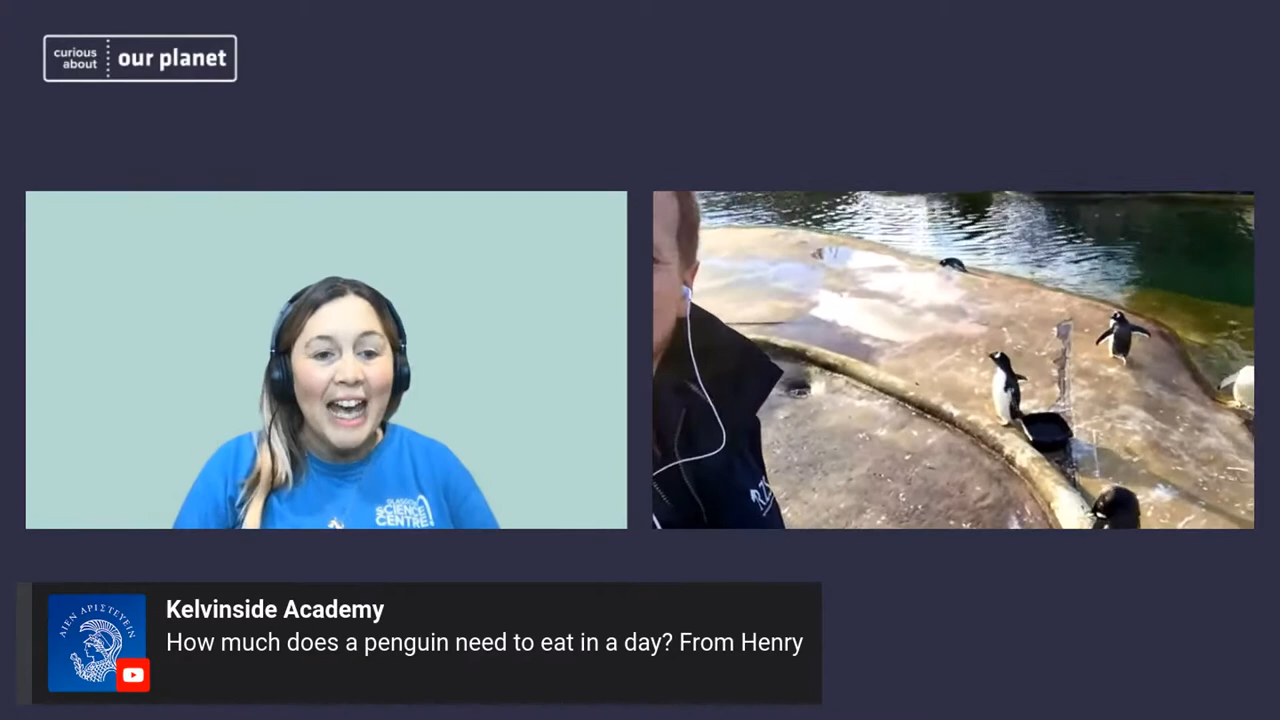 curious
about
our planet
GLASGOW
SCIENCE
CENTRE
RZS
ΑΙΕΝ ΑΡΙΣΤΕΥΕΙΝ
Kelvinside Academy
How much does a penguin need to eat in a day? From Henry